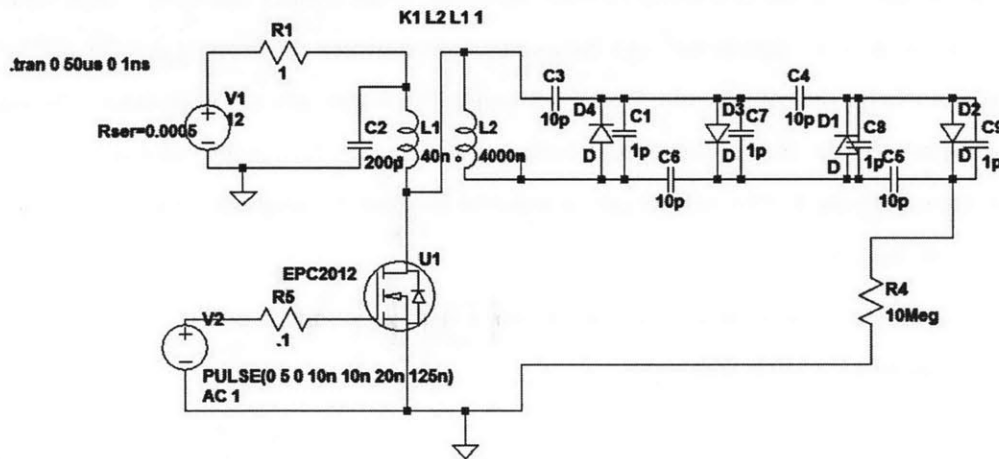 K1 L2 L1 1
R1
1
.tran 0 50us 0 1ns
V1
12
Rser=0.0005
C2
200p
L1
40n
L2
4000n
C3
10p
D4
D
C1
1p
C6
10p
D3
D
C7
1p
C4
10p
D1
D
C8
1p
C5
10p
D2
D
C9
1p
U1
EPC2012
R5
.1
V2
PULSE(0 5 0 10n 10n 20n 125n)
AC 1
R4
10Meg